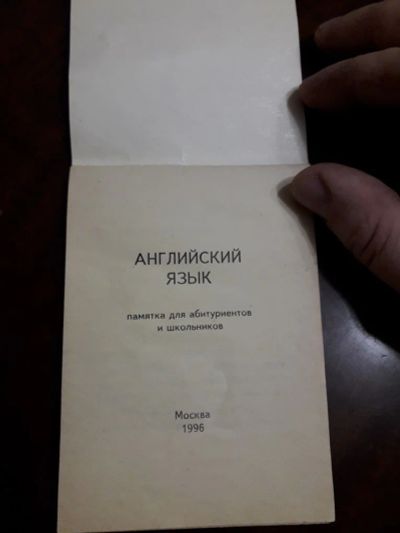 АНГЛИЙСКИЙ
ЯЗЫК
памятка для абитуриентов
и школьников
Москва
1996